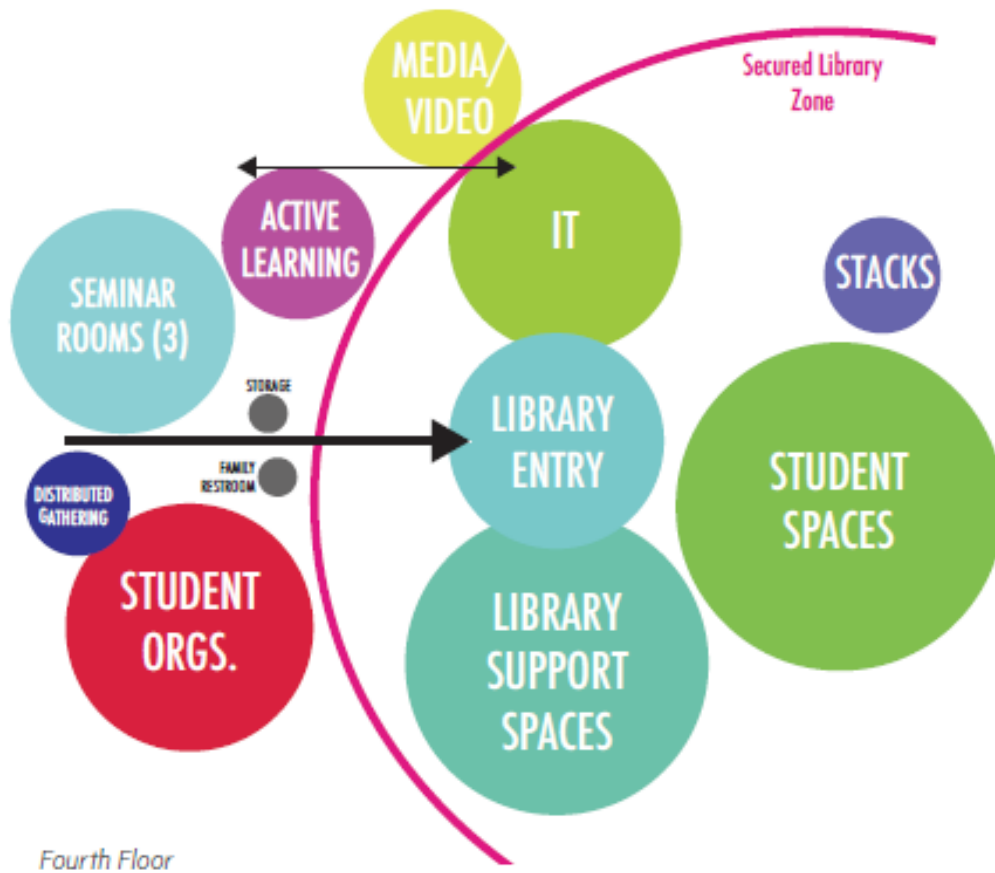 MEDIA/
VIDEO
Secured Library
Zone
ACTIVE
LEARNING
IT
STACKS
SEMINAR
ROOMS (3)
STORAGE
LIBRARY
ENTRY
FAMILY
RESTROOM
STUDENT
SPACES
DISTRIBUTED
GATHERING
STUDENT
ORGS.
LIBRARY
SUPPORT
SPACES
Fourth Floor